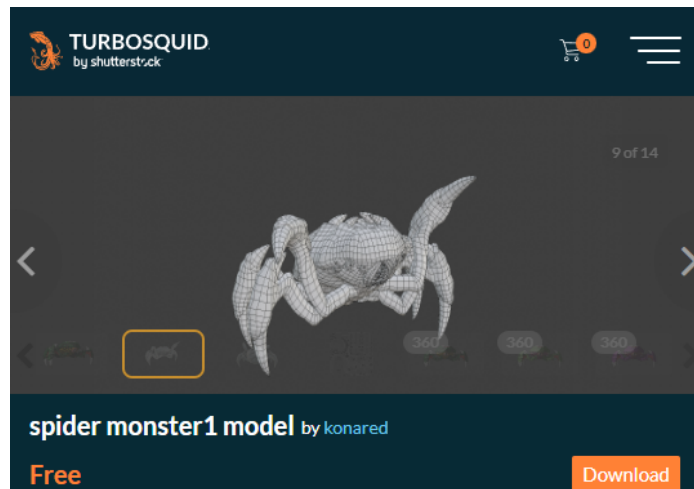 TURBOSQUID
by shutterstock
0
9 of 14
360
360
360
spider monster1 model by konared
Free
Download